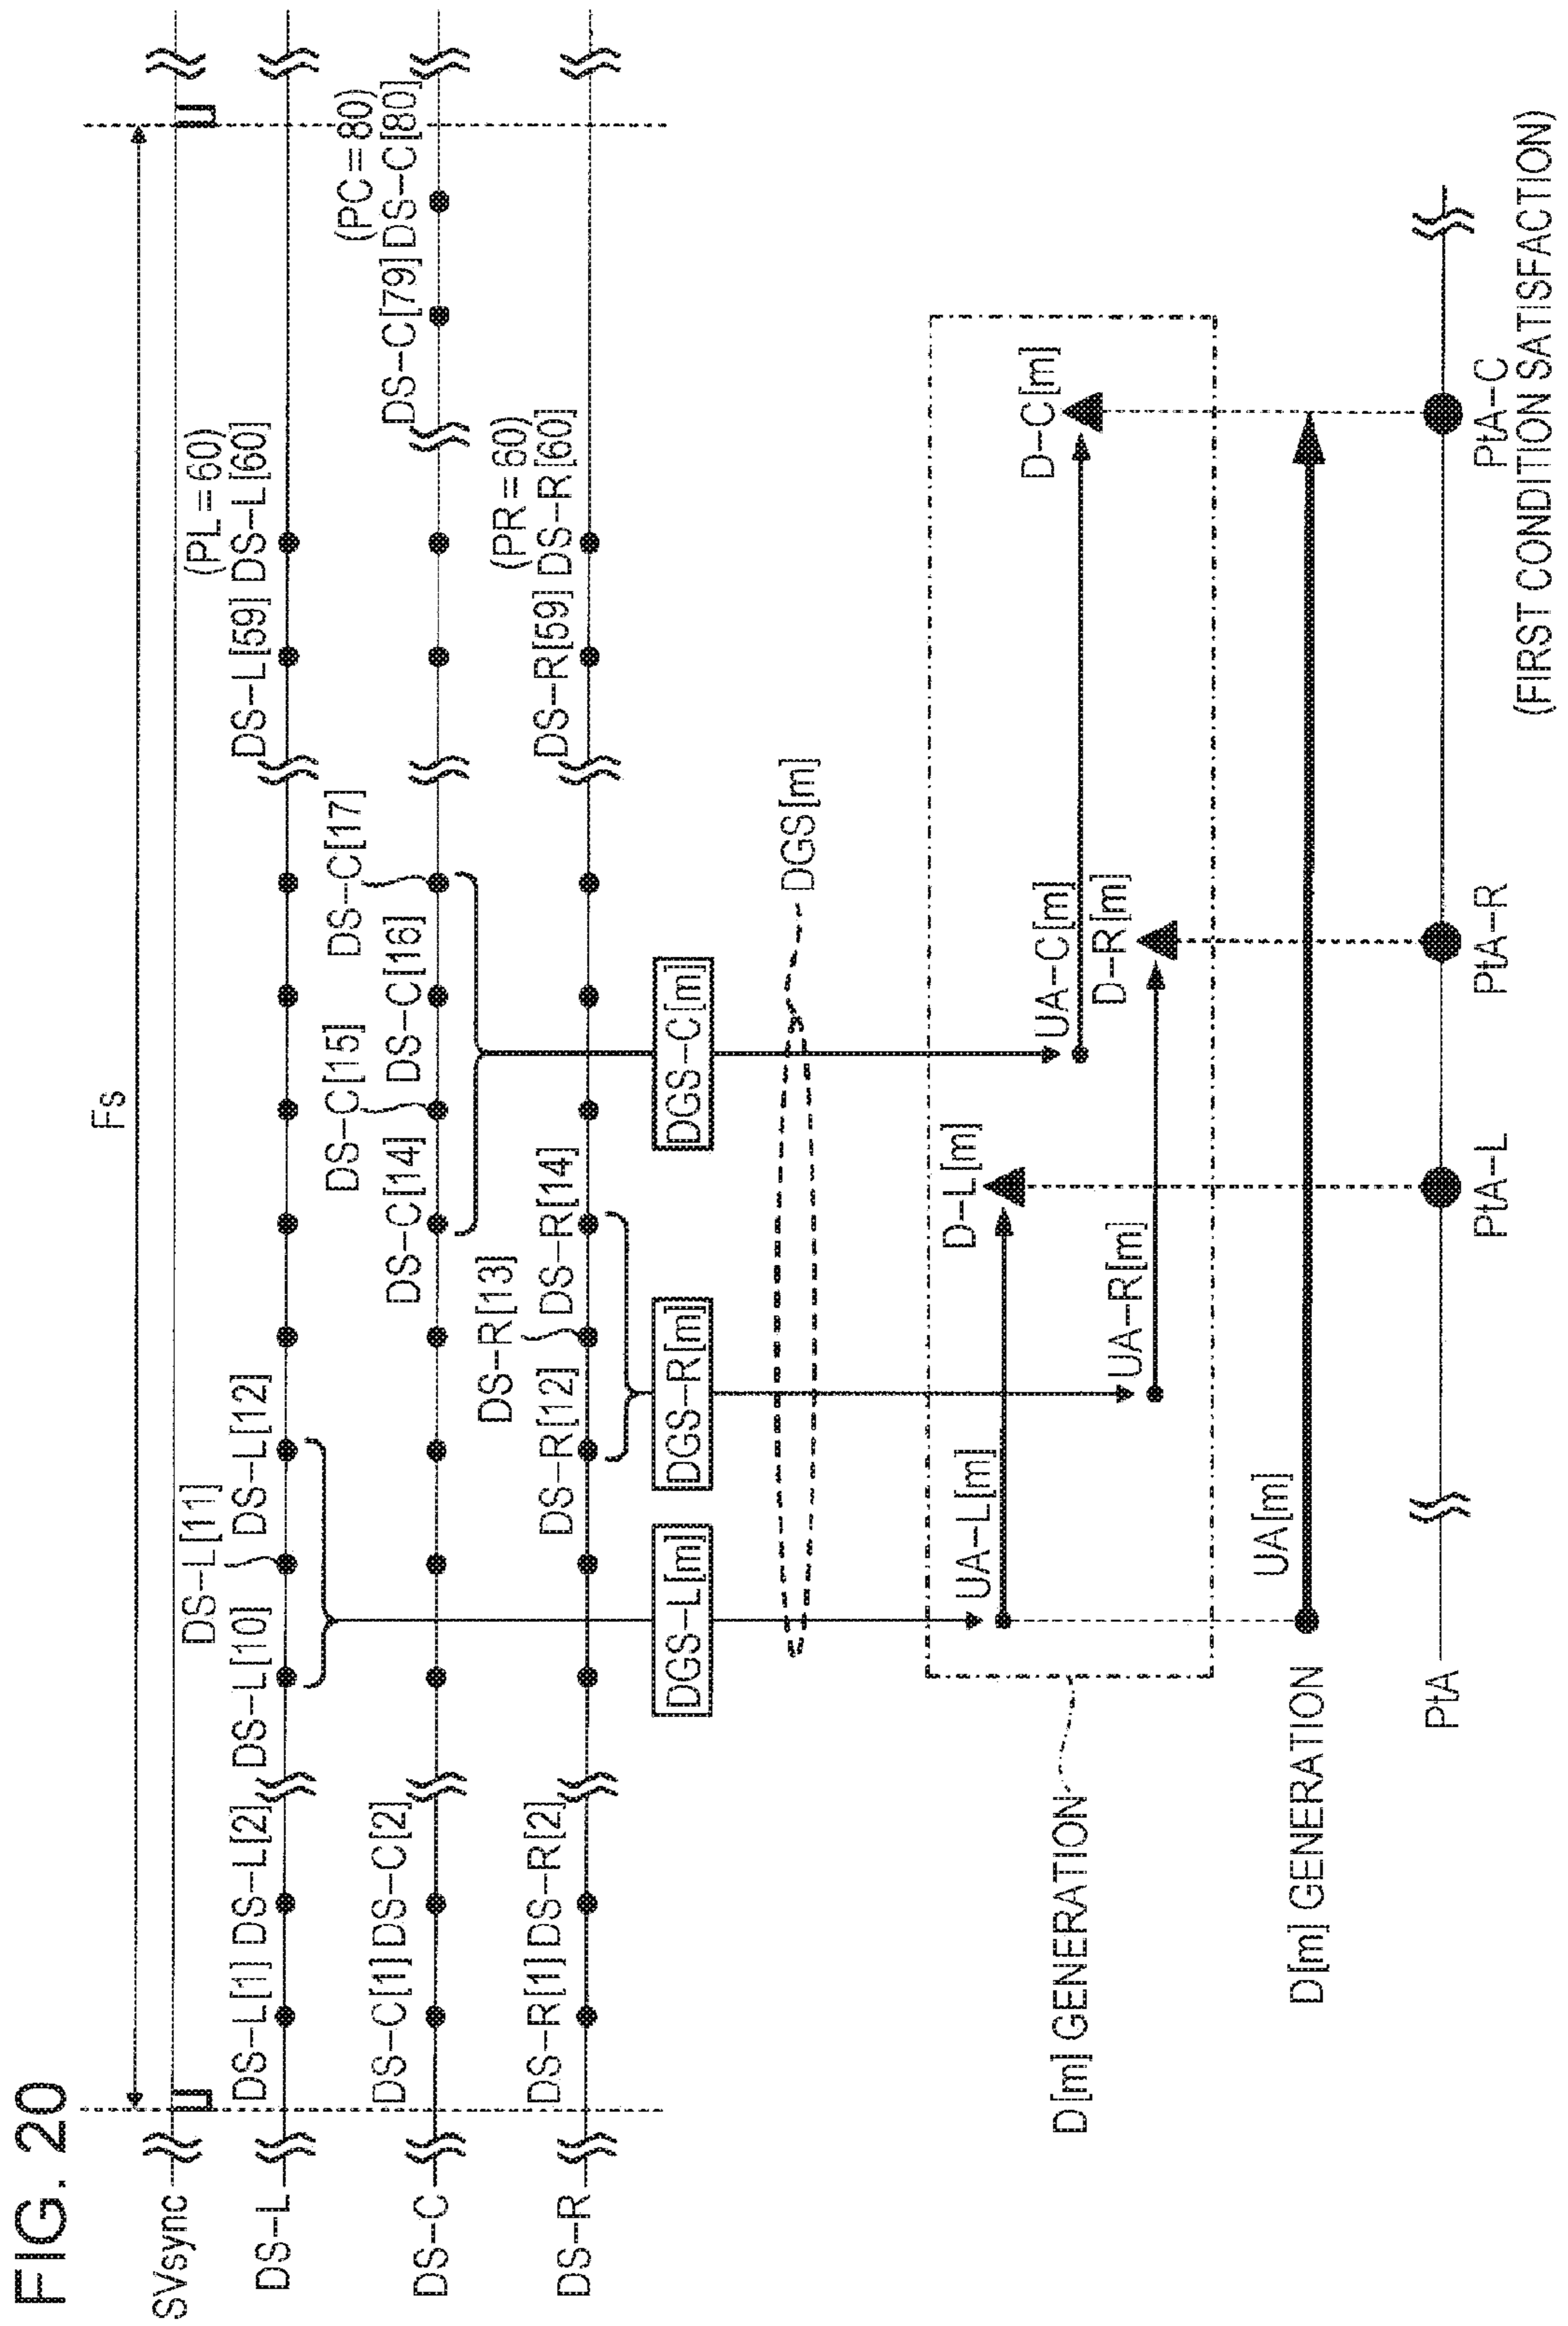 FIG. 20
Fs
SVsync
(PL=60)
DS-L[11]
DS-L
DS-L[1] DS-L[2] DS-L[10] DS-L[12] DS-L[59] DS-L[60]
(PC=80)
DS-C[15] DS-C[17]
DS-C
DS-C[1] DS-C[2] DS-C[14] DS-C[16] DS-C[79] DS-C[80]
(PR=60)
DS-R[13]
DS-R
DS-R[1] DS-R[2] DS-R[12] DS-R[14] DS-R[59] DS-R[60]
DGS-L[m] DGS-R[m] DGS-C[m]
DGS[m]
D-L[m]
UA-L[m]
D-C[m]
UA-C[m]
D-R[m]
UA-R[m]
D[m] GENERATION
UA[m]
D[m] GENERATION
PtA
PtA-L PtA-R PtA-C
(FIRST CONDITION SATISFACTION)